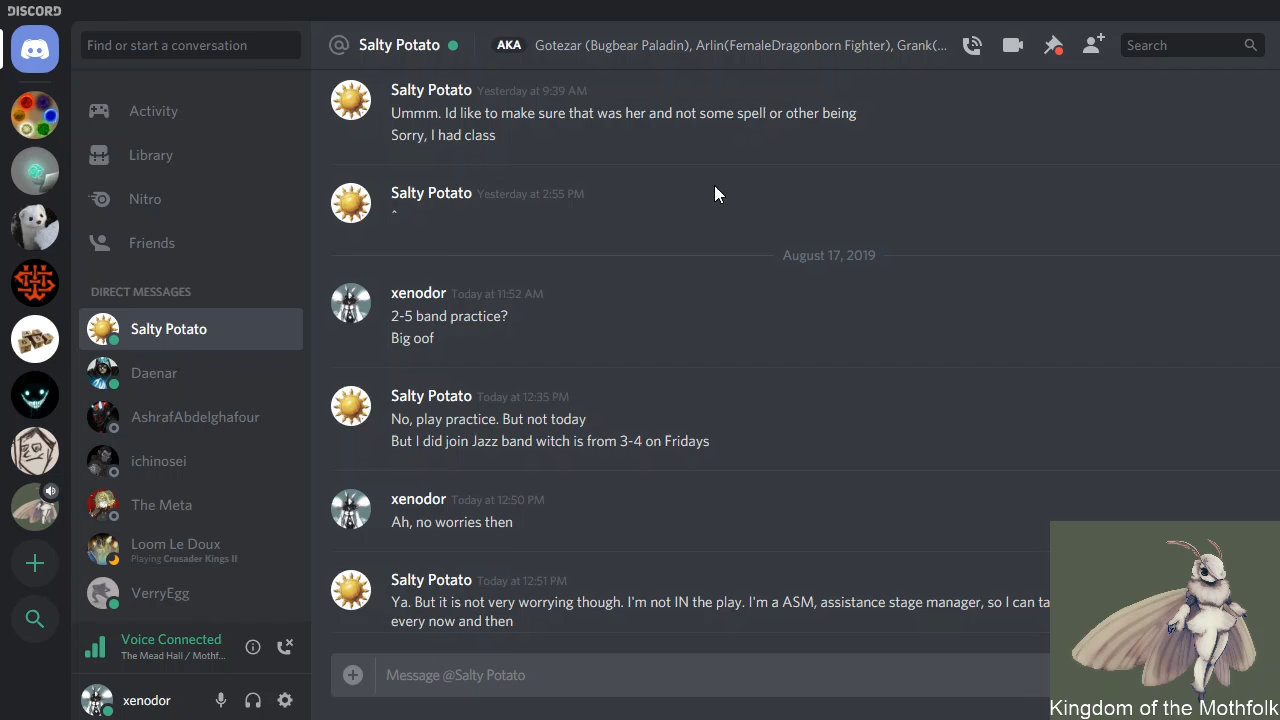 DISCORD
Find or start a conversation
Activity
Library
Nitro
Friends
DIRECT MESSAGES
Salty Potato
Daenar
AshrafAbdelghafour
ichinosei
The Meta
Loom Le Doux
Playing Crusader Kings II
VerryEgg
Voice Connected
The Mead Hall / Mothf...
xenodor
@ Salty Potato AKA Gotezar (Bugbear Paladin), Arlin(FemaleDragonborn Fighter), Grank(...
Search
Salty Potato Yesterday at 9:39 AM
Ummm. Id like to make sure that was her and not some spell or other being
Sorry, I had class
Salty Potato Yesterday at 2:55 PM
^
August 17, 2019
xenodor Today at 11:52 AM
2-5 band practice?
Big oof
Salty Potato Today at 12:35 PM
No, play practice. But not today
But I did join Jazz band witch is from 3-4 on Fridays
xenodor Today at 12:50 PM
Ah, no worries then
Salty Potato Today at 12:51 PM
Ya. But it is not very worrying though. I'm not IN the play. I'm a ASM, assistance stage manager, so I can ta
every now and then
Message @Salty Potato
Kingdom of the Mothfolk